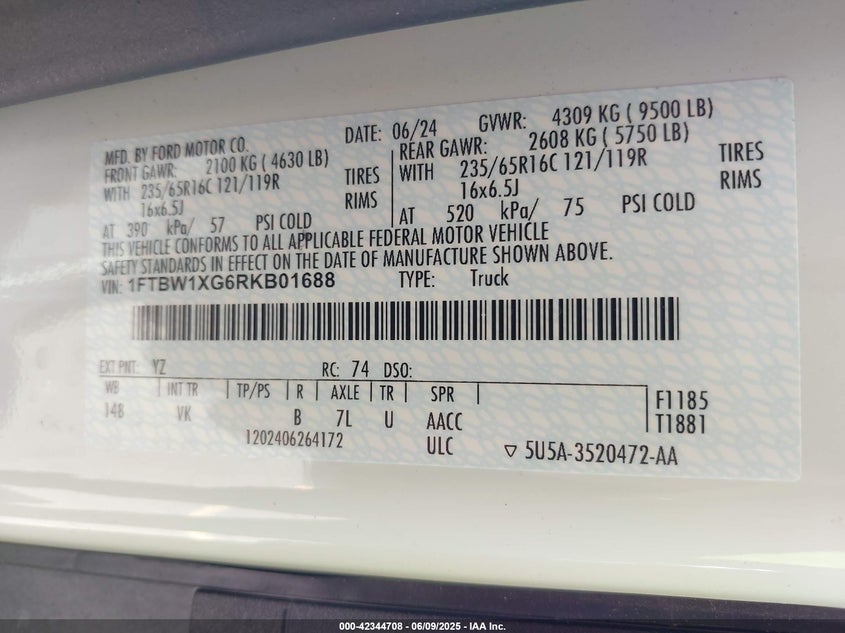 MFD. BY FORD MOTOR CO. DATE: 06/24 GVWR: 4309 KG ( 9500 LB)
FRONT GAWR: 2100 KG ( 4630 LB) REAR GAWR: 2608 KG ( 5750 LB)
WITH 235/65R16C 121/119R TIRES WITH 235/65R16C 121/119R TIRES
16x6.5J RIMS 16x6.5J RIMS
AT 390 kPa/ 57 PSI COLD AT 520 kPa/ 75 PSI COLD
THIS VEHICLE CONFORMS TO ALL APPLICABLE FEDERAL MOTOR VEHICLE
SAFETY STANDARDS IN EFFECT ON THE DATE OF MANUFACTURE SHOWN ABOVE.
VIN: 1FTBW1XG6RKB01688 TYPE: Truck
EXT PNT: YZ RC: 74 DSO:
WB INT TR TP/PS R AXLE TR SPR F1185
148 VK B 7L U AACC T1881
1202406264172 ULC 5U5A-3520472-AA
000-42344708 - 06/09/2025 - IAA Inc.